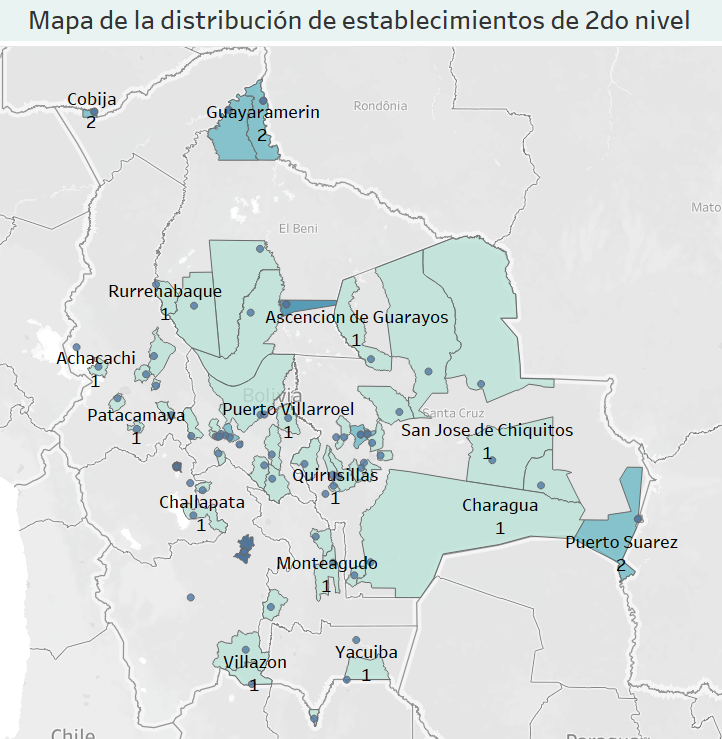 Mapa de la distribución de establecimientos de 2do nivel
Cobija
2
Guayaramerin
2
Rondônia
Mato
El Beni
Rurrenabaque
1
Ascencion de Guarayos
1
Achacachi
1
Bolivia
Patacamaya
1
Puerto Villarroel
1
Santa Cruz
San Jose de Chiquitos
1
Quirusillas
1
Challapata
1
Charagua
1
Puerto Suarez
2
Monteagudo
1
Villazon
1
Yacuiba
1
Chile